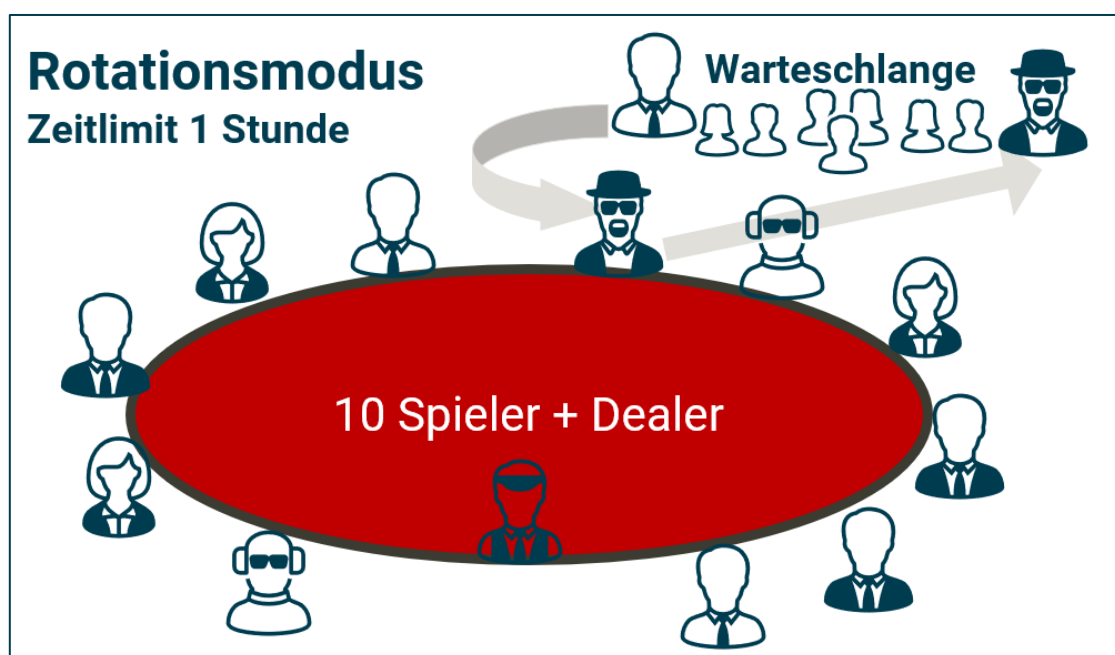 Rotationsmodus
Zeitlimit 1 Stunde
Warteschlange
10 Spieler + Dealer